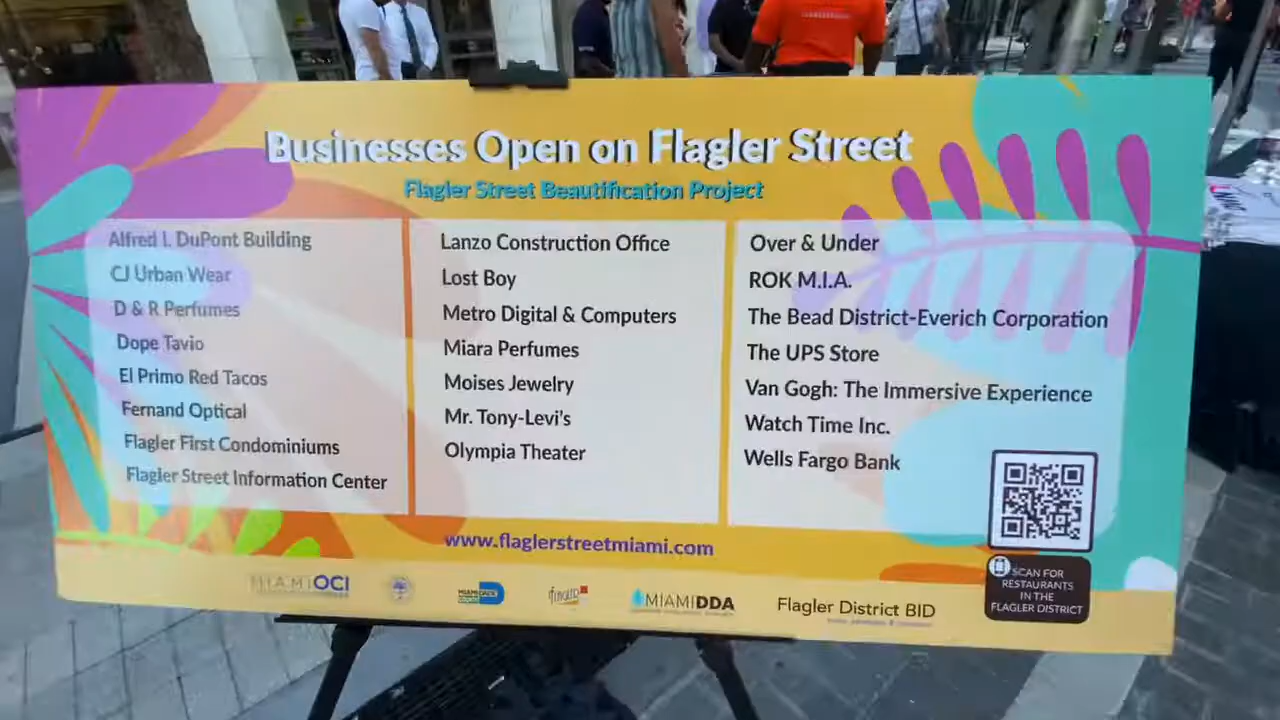 Businesses Open on Flagler Street
Flagler Street Beautification Project
Alfred I. DuPont Building
CJ Urban Wear
D & R Perfumes
Dope Tavio
El Primo Red Tacos
Fernand Optical
Flagler First Condominiums
Flagler Street Information Center
Lanzo Construction Office
Lost Boy
Metro Digital & Computers
Miara Perfumes
Moises Jewelry
Mr. Tony-Levi's
Olympia Theater
Over & Under
ROK M.I.A.
The Bead District-Everich Corporation
The UPS Store
Van Gogh: The Immersive Experience
Watch Time Inc.
Wells Fargo Bank
www.flaglerstreetmiami.com
MIAMI OCI
MIAMI-DADE
MIAMIDDA
Flagler District BID
SCAN FOR
RESTAURANTS
IN THE
FLAGLER DISTRICT